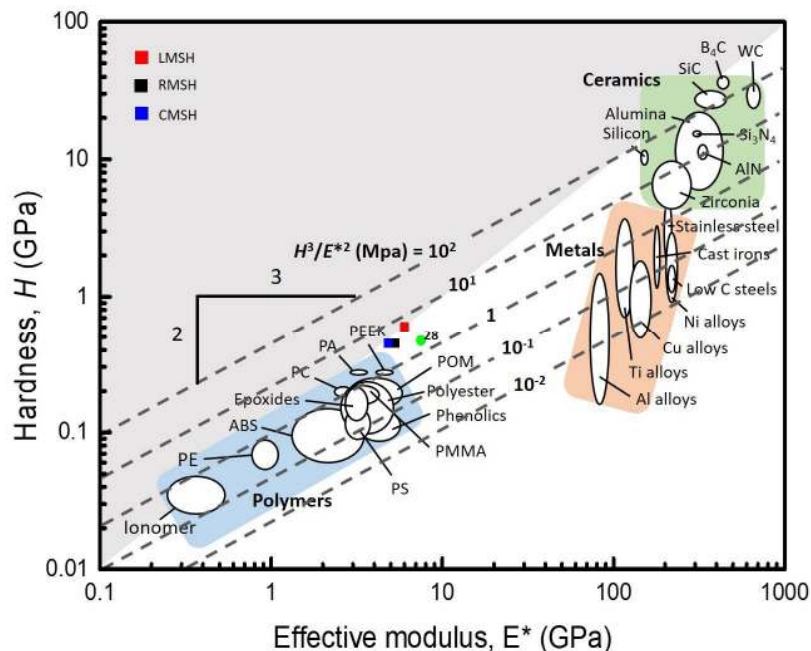 100
10
1
0.1
0.01
0.1
1
10
100
1000
Hardness, H (GPa)
Effective modulus, E* (GPa)
LMSH
RMSH
CMSH
H³/E*² (Mpa) = 10²
10¹
1
10⁻¹
10⁻²
3
2
Ceramics
B₄C
WC
SiC
Alumina
Silicon
Si₃N₄
AlN
Zirconia
Metals
Stainless steel
Cast irons
Low C steels
Ni alloys
Cu alloys
Ti alloys
Al alloys
28
PEEK
PA
PC
POM
Epoxides
Polyester
ABS
Phenolics
PE
PMMA
PS
Polymers
Ionomer